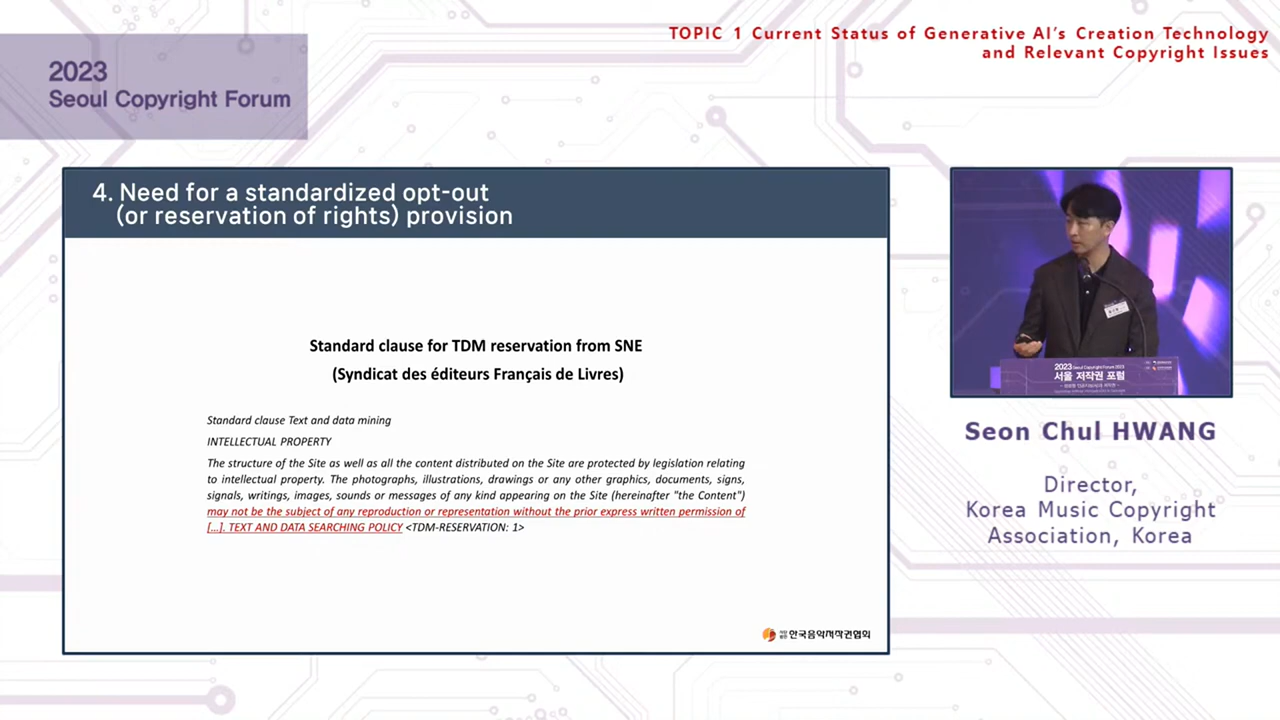 TOPIC 1 Current Status of Generative AI's Creation Technology
and Relevant Copyright Issues
2023
Seoul Copyright Forum
4. Need for a standardized opt-out
(or reservation of rights) provision
Standard clause for TDM reservation from SNE
(Syndicat des éditeurs Français de Livres)
Standard clause Text and data mining
INTELLECTUAL PROPERTY
The structure of the Site as well as all the content distributed on the Site are protected by legislation relating
to intellectual property. The photographs, illustrations, drawings or any other graphics, documents, signs,
signals, writings, images, sounds or messages of any kind appearing on the Site (hereinafter "the Content")
may not be the subject of any reproduction or representation without the prior express written permission of
[...]. TEXT AND DATA SEARCHING POLICY <TDM-RESERVATION: 1>
한국음악저작권협회
2023 Seoul Copyright Forum 2023
서울 저작권 포럼
Seon Chul HWANG
Director,
Korea Music Copyright
Association, Korea